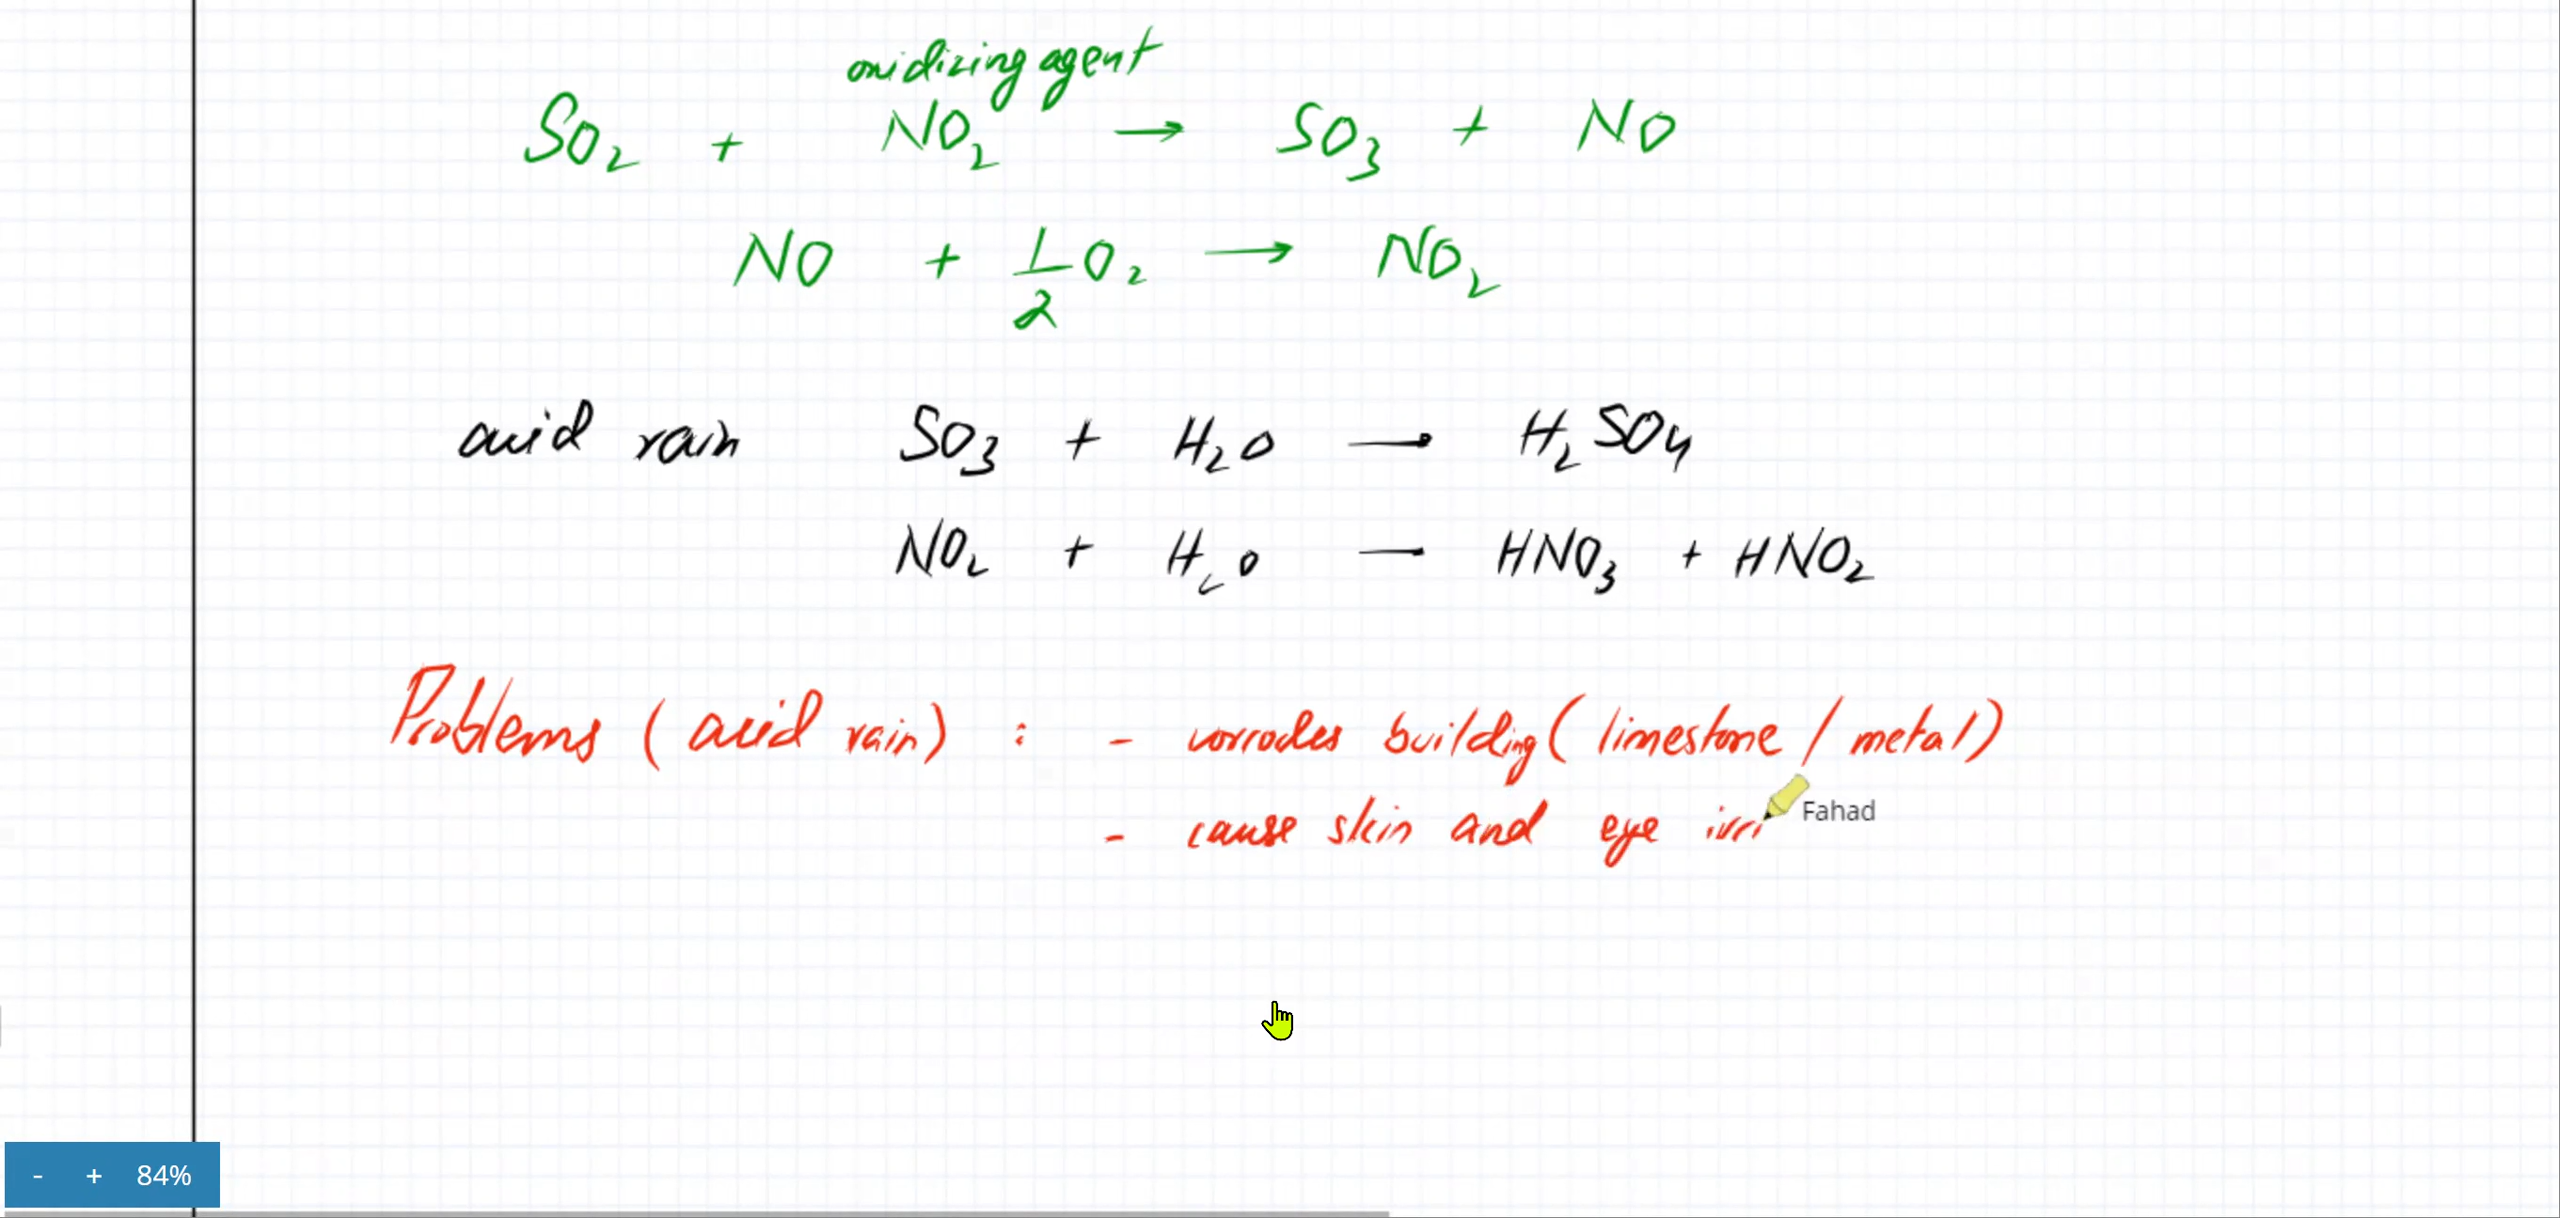 oxidizing agent
SO₂ + NO₂ → SO₃ + NO
NO + 1/2 O₂ → NO₂
acid rain SO₃ + H₂O → H₂SO₄
NO₂ + H₂O — HNO₃ + HNO₂
Problems (acid rain) : - corrodes building (limestone / metal)
- cause skin and eye irri
Fahad
- + 84%